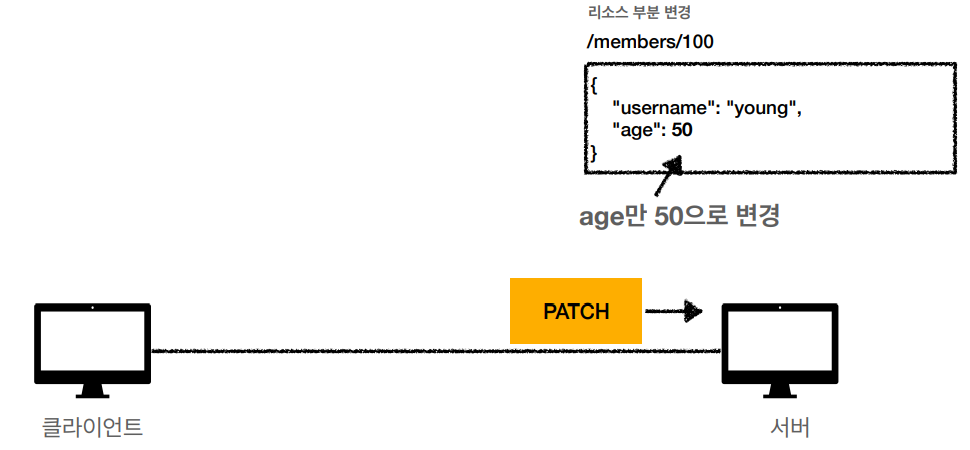 리소스 부분 변경
/members/100
{
"username": "young",
"age": 50
}
age만 50으로 변경
PATCH
클라이언트
서버